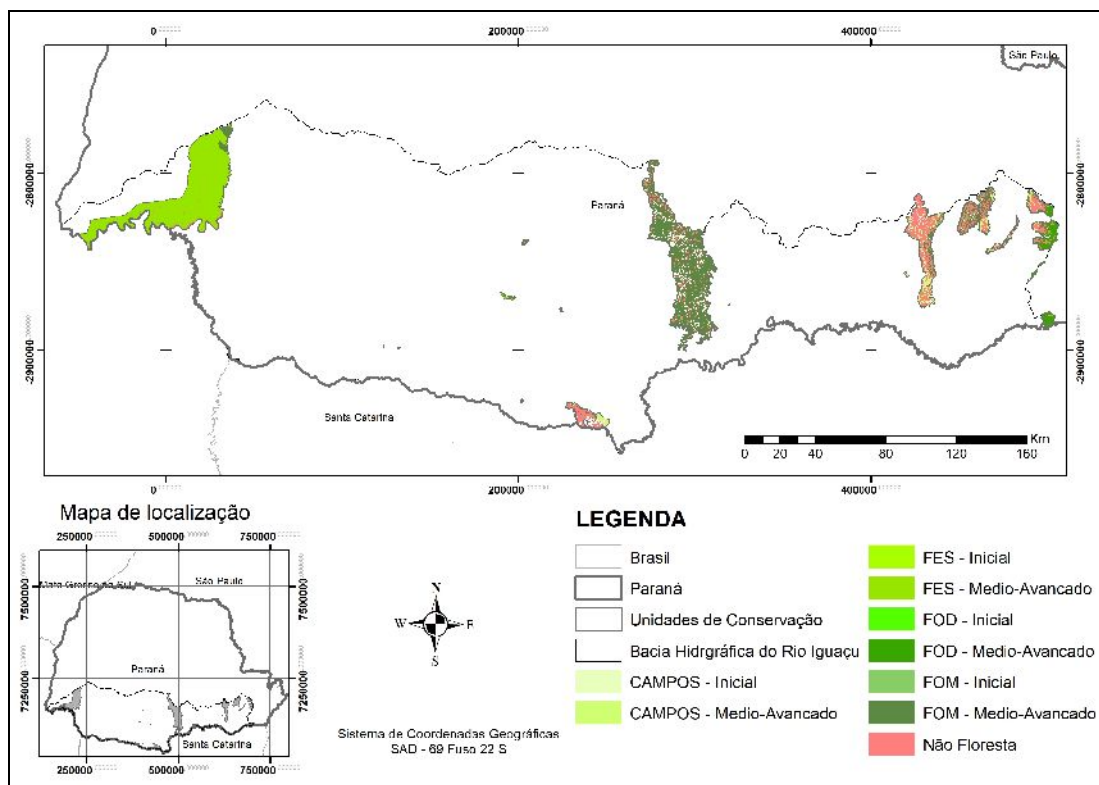 0 200000 400000
São Paulo
-2800000 -2800000
Paraná
-2900000 -2900000
Santa Catarina
Km
0 20 40 80 120 160
0 200000 400000
Mapa de localização
250000 500000 750000
São Paulo
7500000 7500000
Paraná
7250000 7250000
Santa Catarina
250000 500000 750000
N
W E
S
Sistema de Coordenadas Geográficas
SAD - 69 Fuso 22 S
LEGENDA
Brasil
Paraná
Unidades de Conservação
Bacia Hidrgráfica do Rio Iguaçu
CAMPOS - Inicial
CAMPOS - Medio-Avancado
FES - Inicial
FES - Medio-Avancado
FOD - Inicial
FOD - Medio-Avancado
FOM - Inicial
FOM - Medio-Avancado
Não Floresta